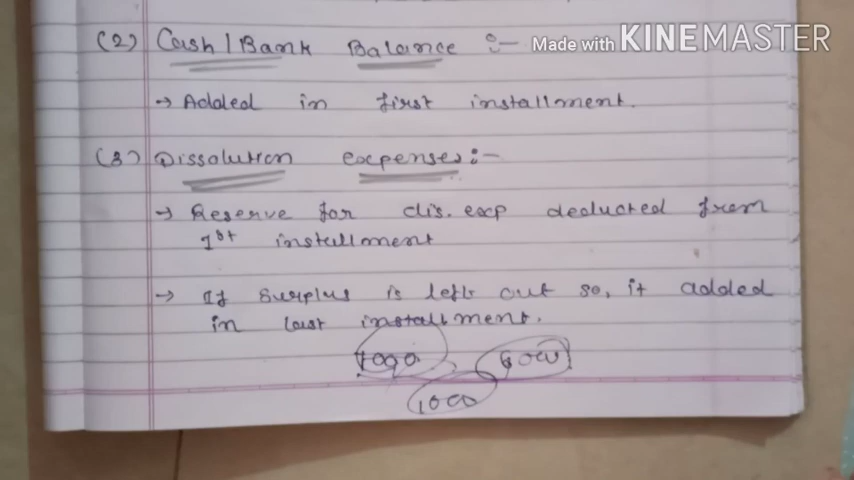 (2) Cash/Bank Balance :-
Made with KINEMASTER
→ Added in first installment.
(3) Dissolution expenses:-
→ Reserve for dis. exp deducted from
1st installment
→ If surplus is left out so, it added
in last installment.
1000